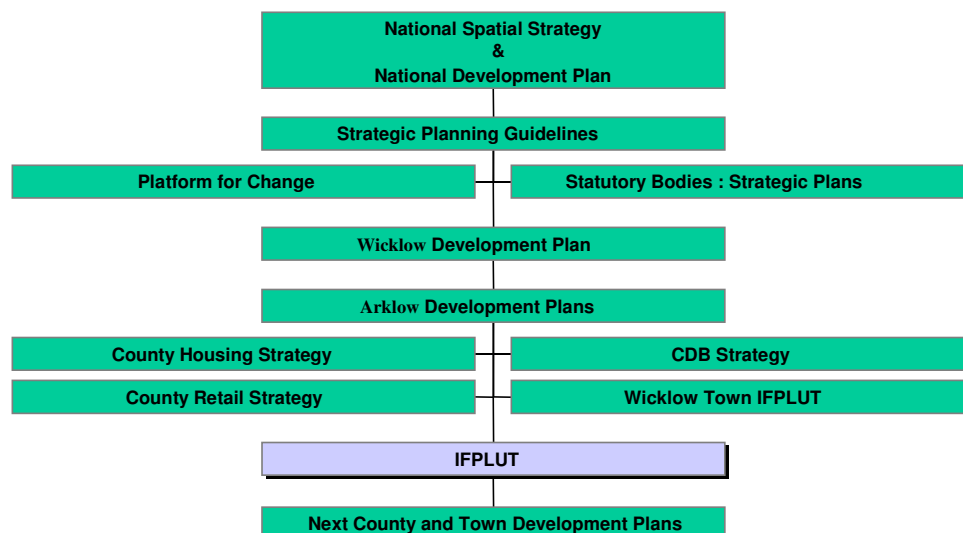 National Spatial Strategy
&
National Development Plan
Strategic Planning Guidelines
Platform for Change
Statutory Bodies : Strategic Plans
Wicklow Development Plan
Arklow Development Plans
County Housing Strategy
CDB Strategy
County Retail Strategy
Wicklow Town IFPLUT
IFPLUT
Next County and Town Development Plans